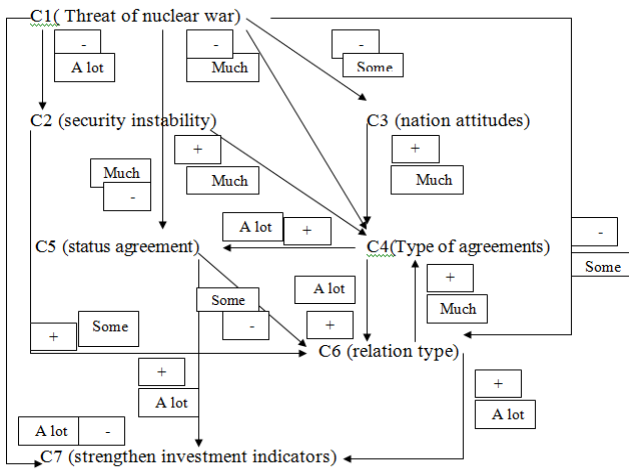 C1( Threat of nuclear war)
- - -
A lot Much Some
C2 (security instability) C3 (nation attitudes)
+ +
Much Much Much
-
A lot + -
C5 (status agreement) C4(Type of agreements)
Some
A lot +
Some Much
Some - +
+
C6 (relation type)
+ +
A lot A lot
A lot -
C7 (strengthen investment indicators)